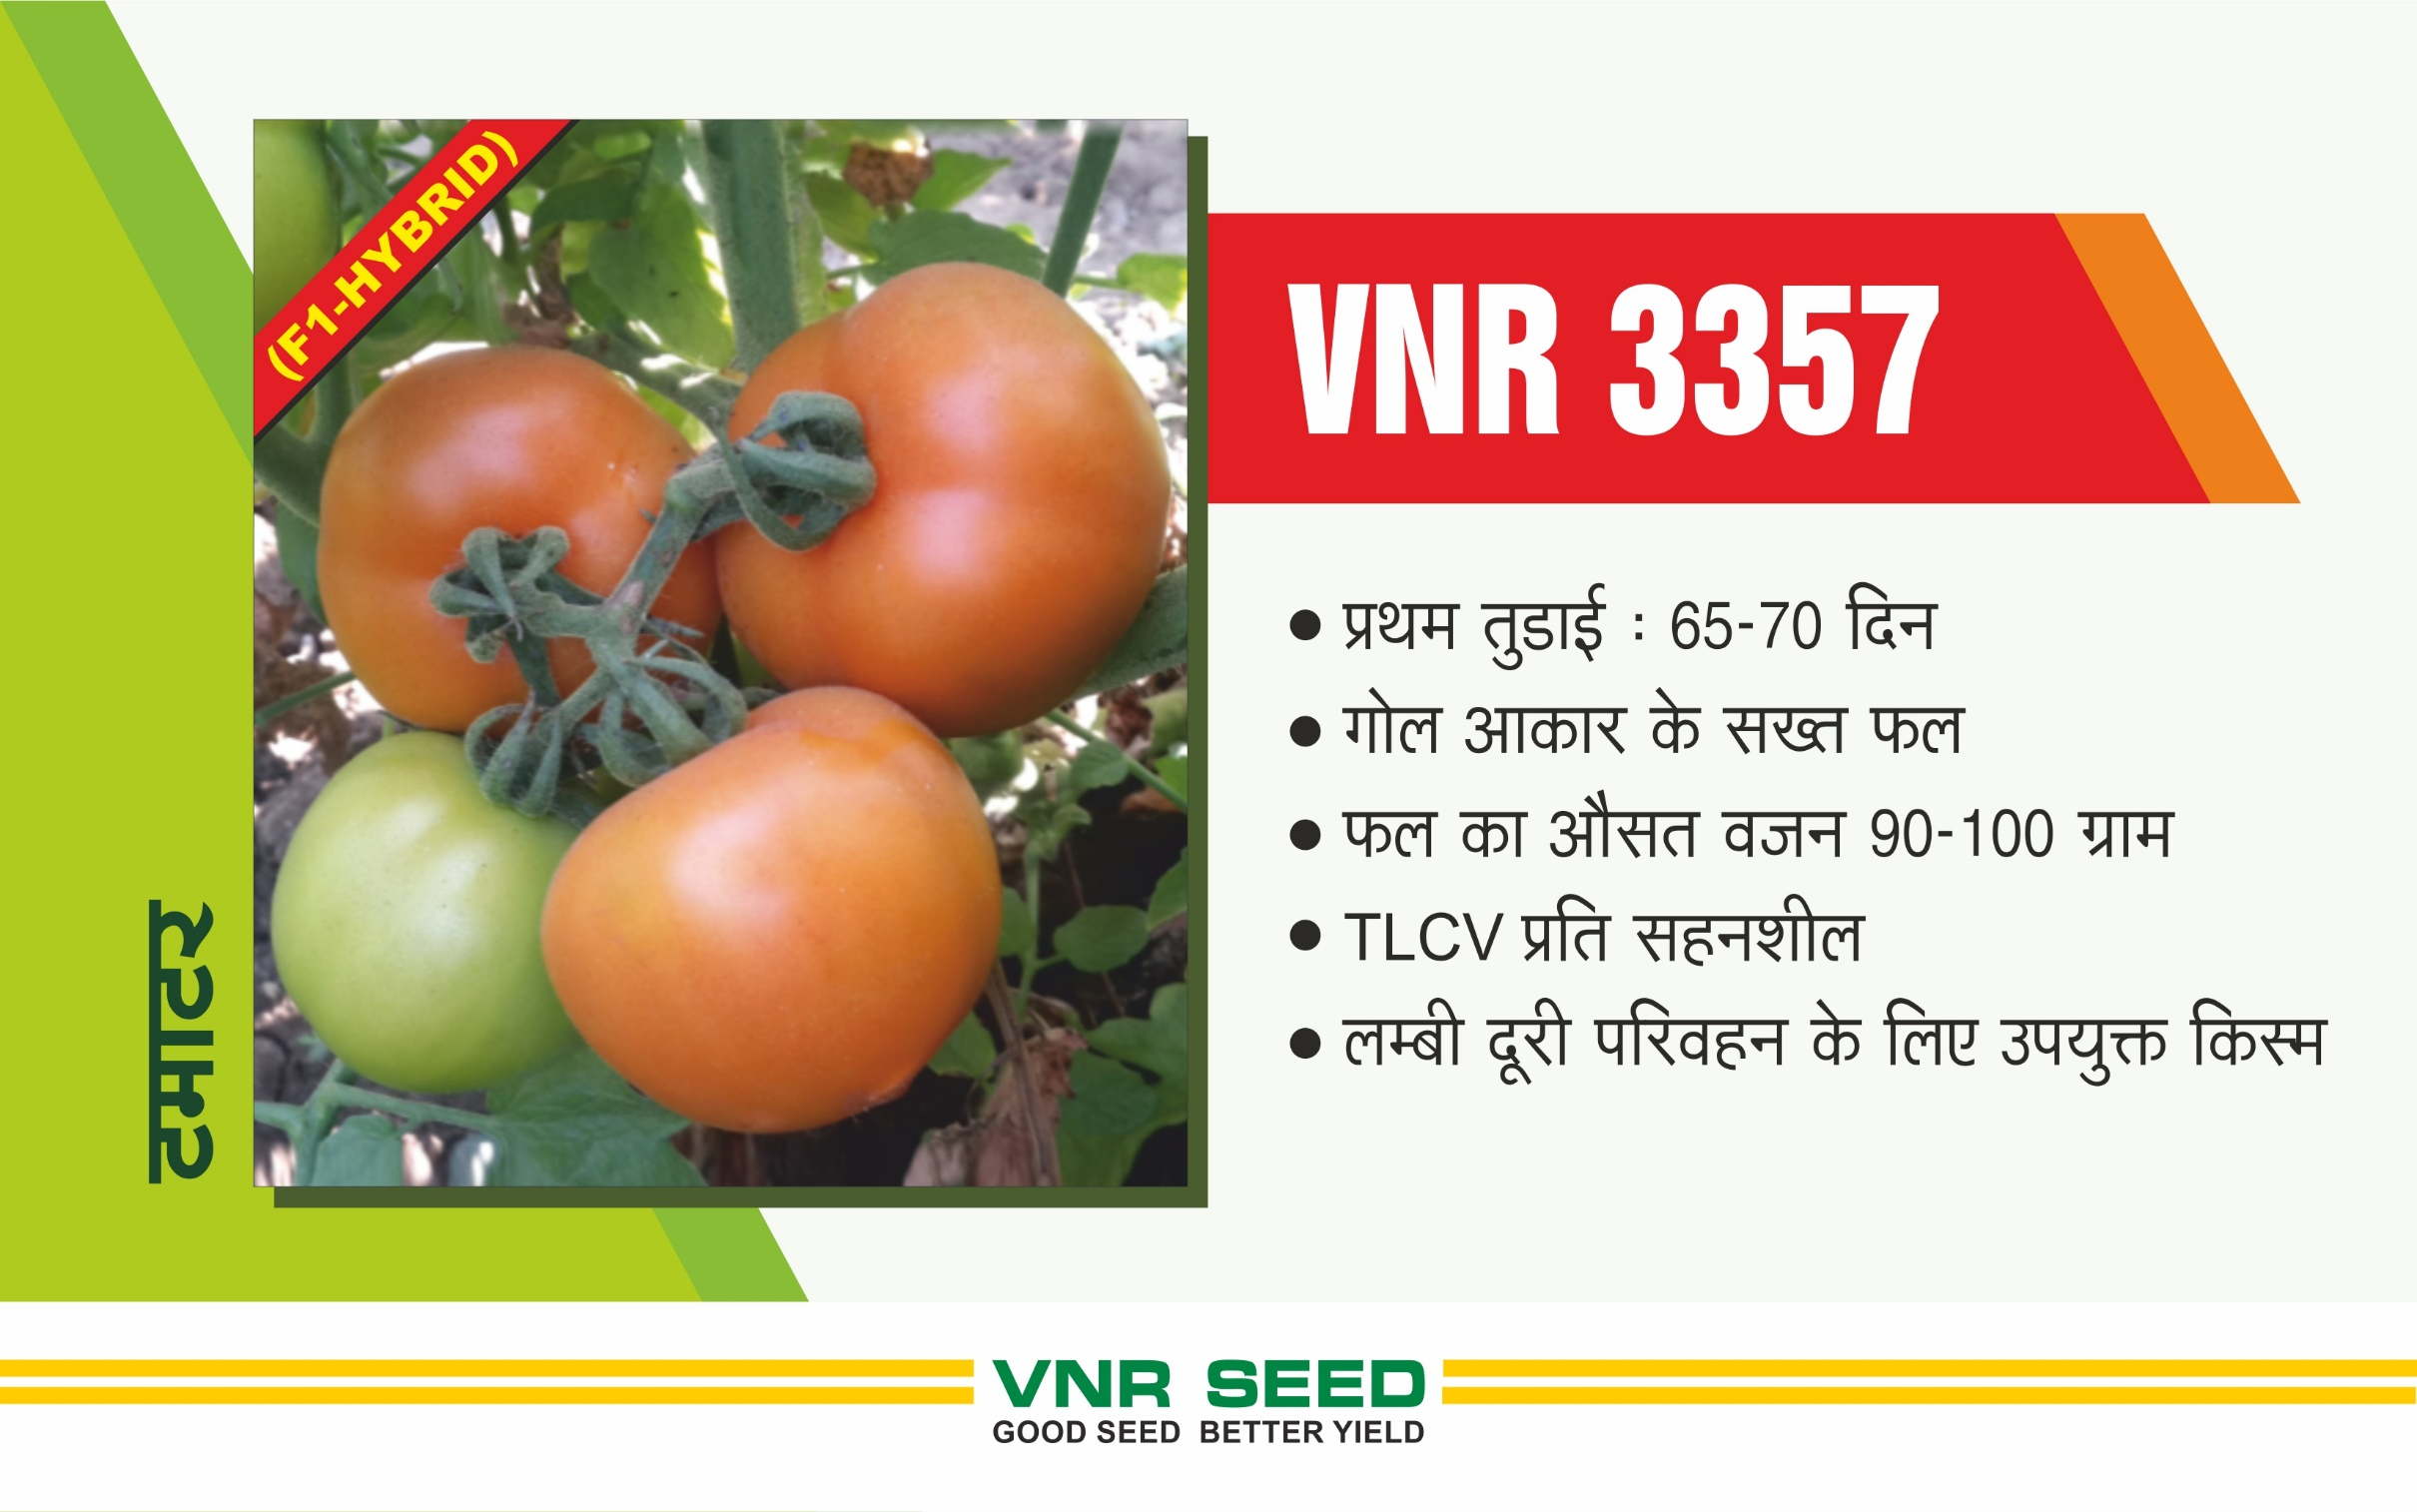 (F1-HYBRID)
टमाटर
VNR 3357
● प्रथम तुडाई : 65-70 दिन
● गोल आकार के सख्त फल
● फल का औसत वजन 90-100 ग्राम
● TLCV प्रति सहनशील
● लम्बी दूरी परिवहन के लिए उपयुक्त किस्म
VNR SEED
GOOD SEED BETTER YIELD